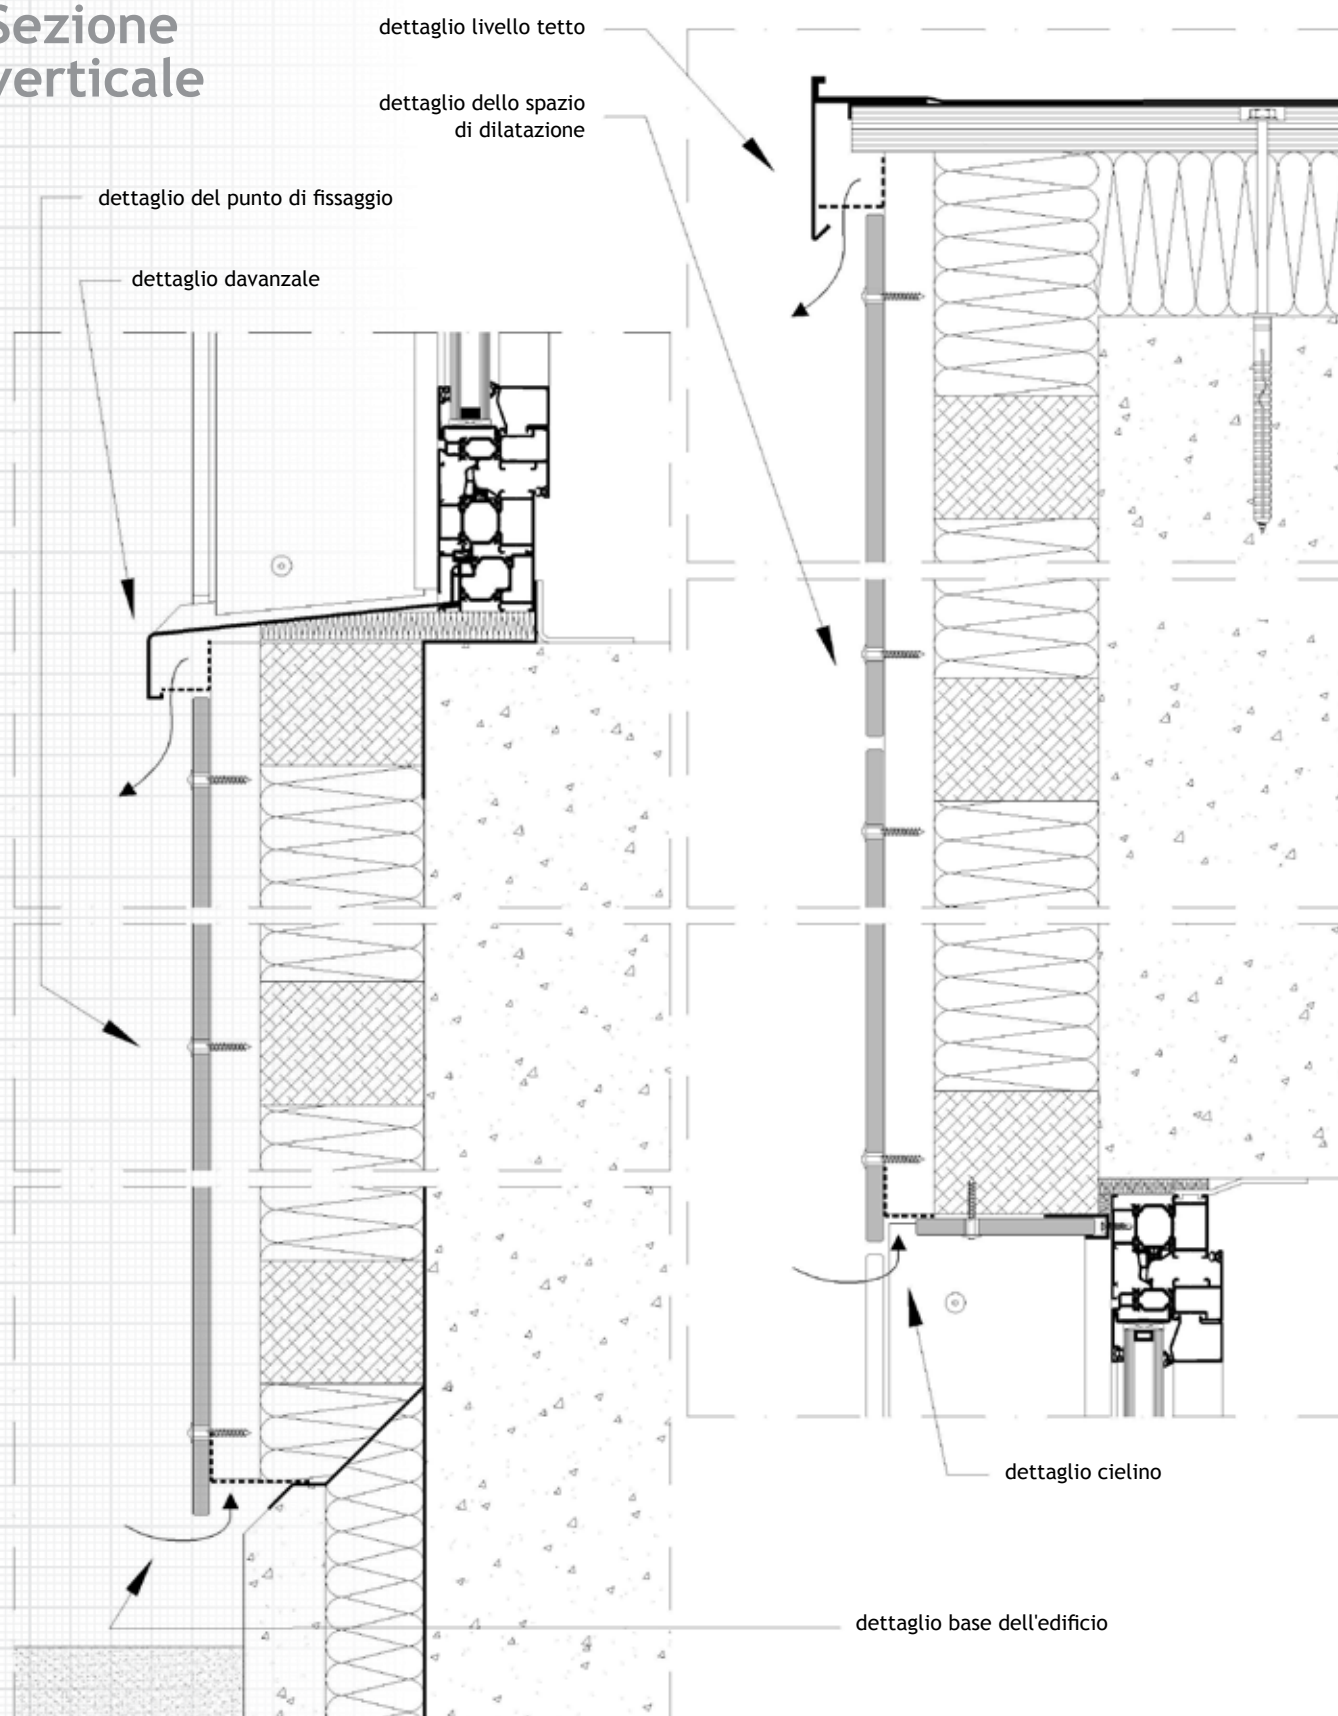 Sezione
verticale
dettaglio livello tetto
dettaglio dello spazio
di dilatazione
dettaglio del punto di fissaggio
dettaglio davanzale
dettaglio cielino
dettaglio base dell'edificio